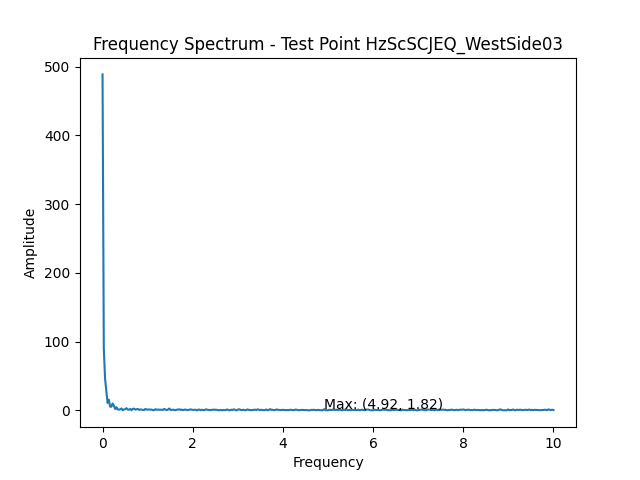 Frequency Spectrum - Test Point HzScSCJEQ_WestSide03
500
400
300
200
100
0
Amplitude
Max: (4.92, 1.82)
0 2 4 6 8 10
Frequency